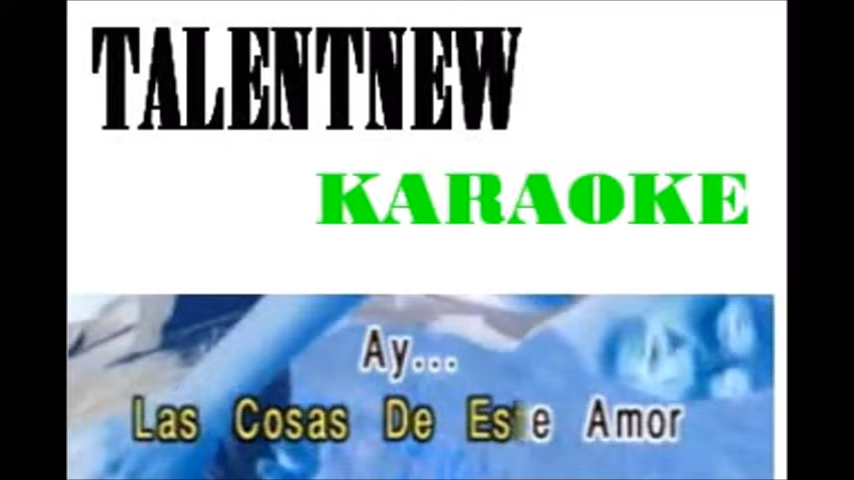 TALENTNEW
KARAOKE
Ay...
Las Cosas De Este Amor